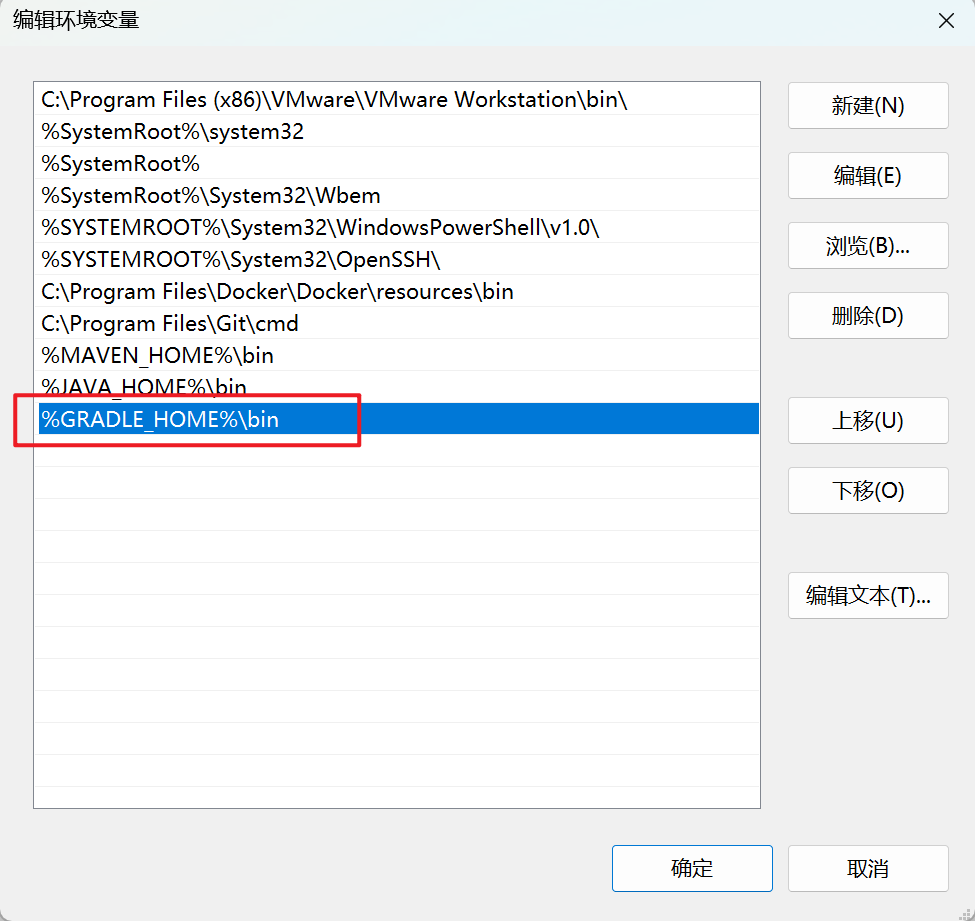 编辑环境变量
C:\Program Files (x86)\VMware\VMware Workstation\bin\
%SystemRoot%\system32
%SystemRoot%
%SystemRoot%\System32\Wbem
%SYSTEMROOT%\System32\WindowsPowerShell\v1.0\
%SYSTEMROOT%\System32\OpenSSH\
C:\Program Files\Docker\Docker\resources\bin
C:\Program Files\Git\cmd
%MAVEN_HOME%\bin
%JAVA_HOME%\bin
%GRADLE_HOME%\bin
新建(N)
编辑(E)
浏览(B)...
删除(D)
上移(U)
下移(O)
编辑文本(T)...
确定
取消